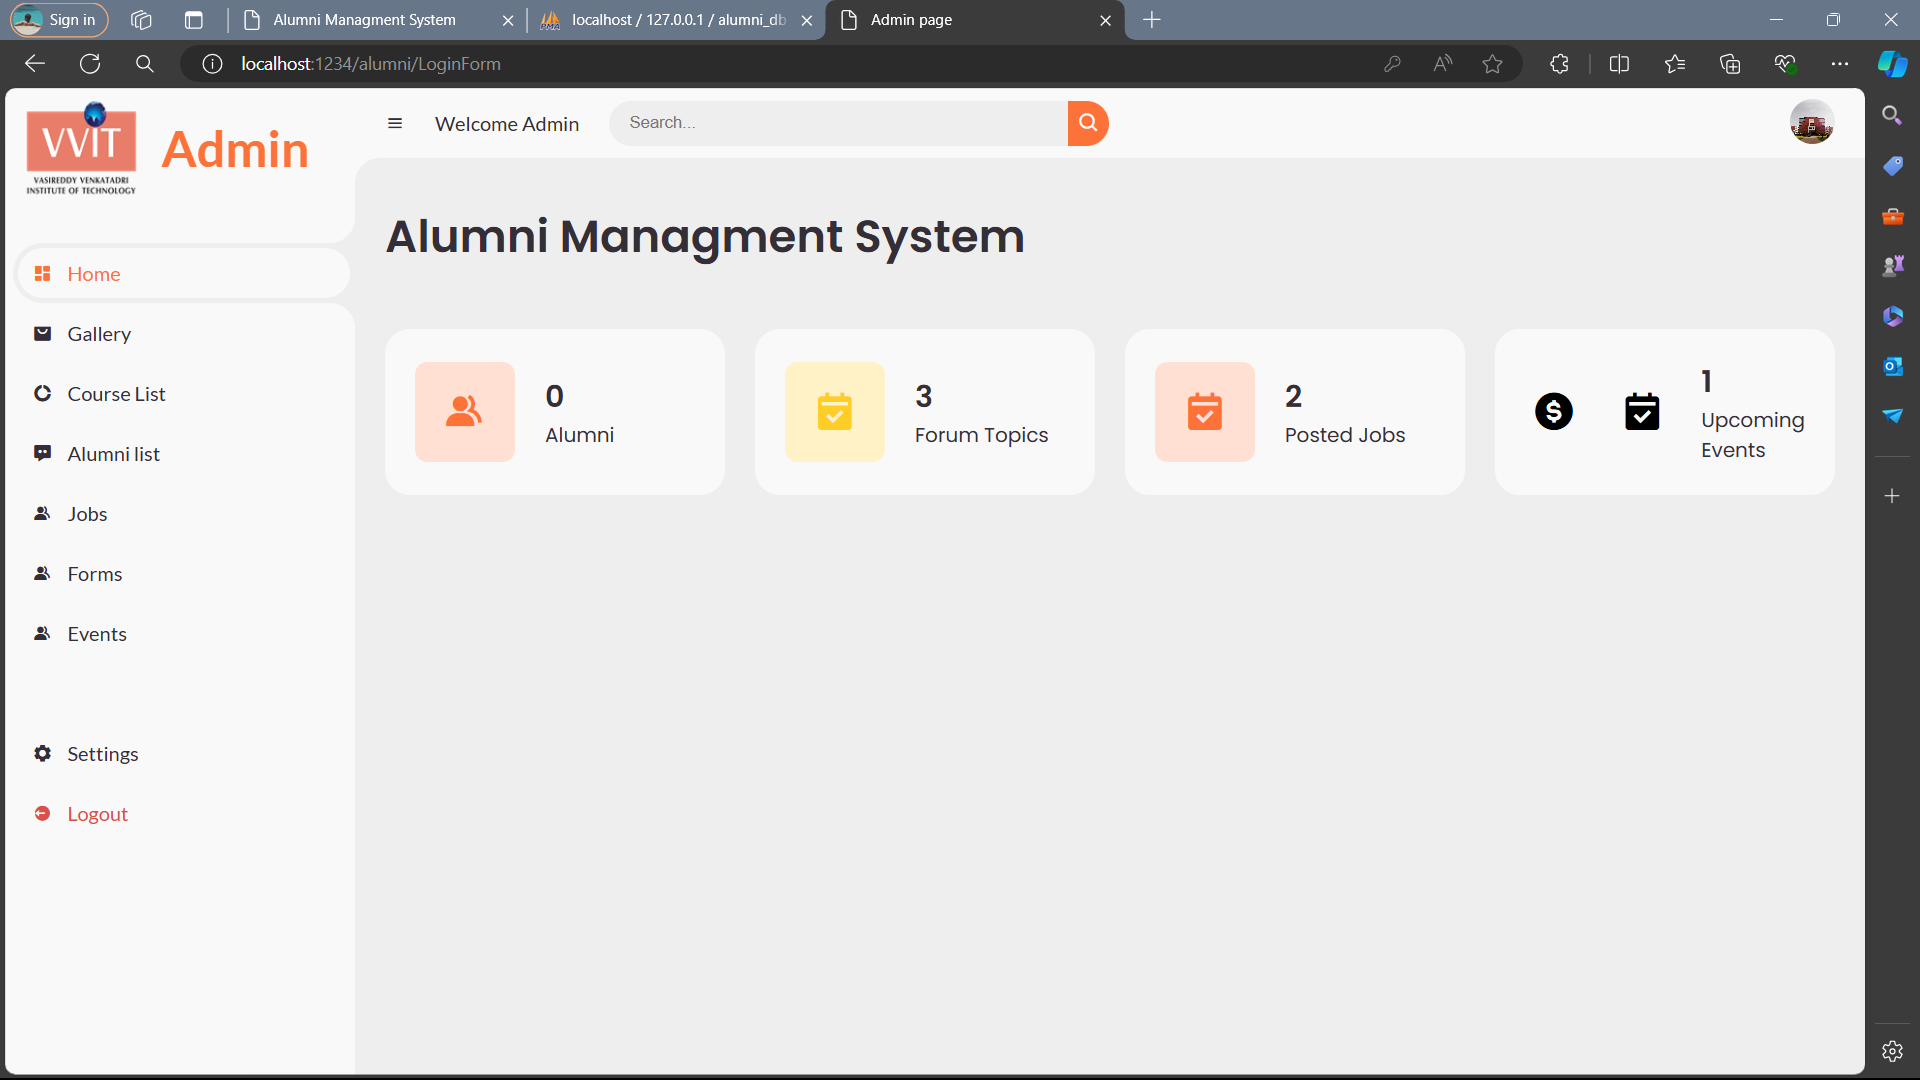 Sign in
Alumni Managment System
localhost / 127.0.0.1 / alumni_db
Admin page
localhost:1234/alumni/LoginForm
VVIT
VASIREDDY VENKATADRI
INSTITUTE OF TECHNOLOGY
Admin
Welcome Admin
Search...
Home
Gallery
Course List
Alumni list
Jobs
Forms
Events
Settings
Logout
Alumni Managment System
0
Alumni
3
Forum Topics
2
Posted Jobs
1
Upcoming
Events